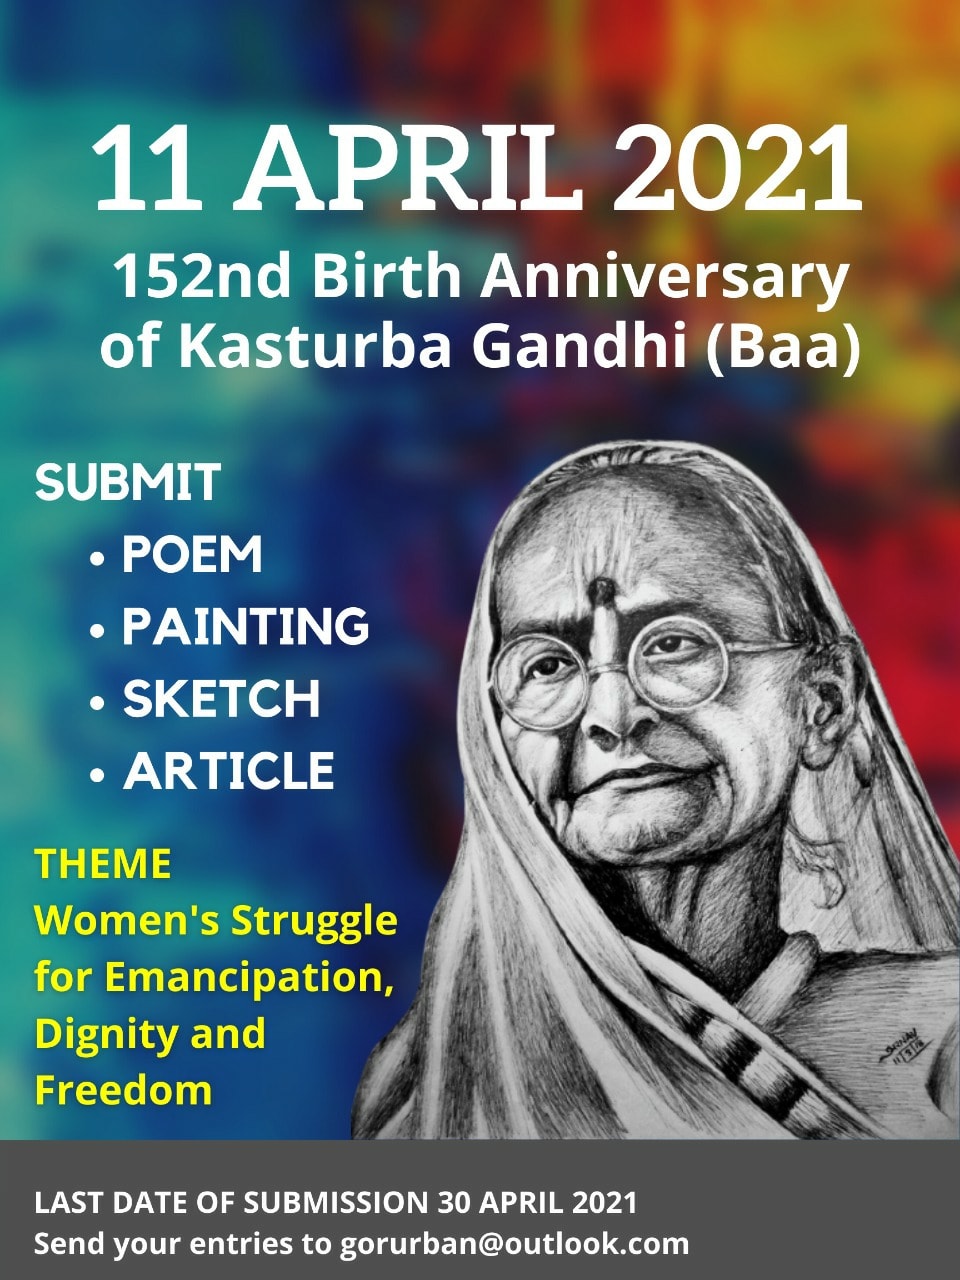 11 APRIL 2021
152nd Birth Anniversary
of Kasturba Gandhi (Baa)
SUBMIT
• POEM
• PAINTING
• SKETCH
• ARTICLE
THEME
Women's Struggle
for Emancipation,
Dignity and
Freedom
LAST DATE OF SUBMISSION 30 APRIL 2021
Send your entries to gorurban@outlook.com